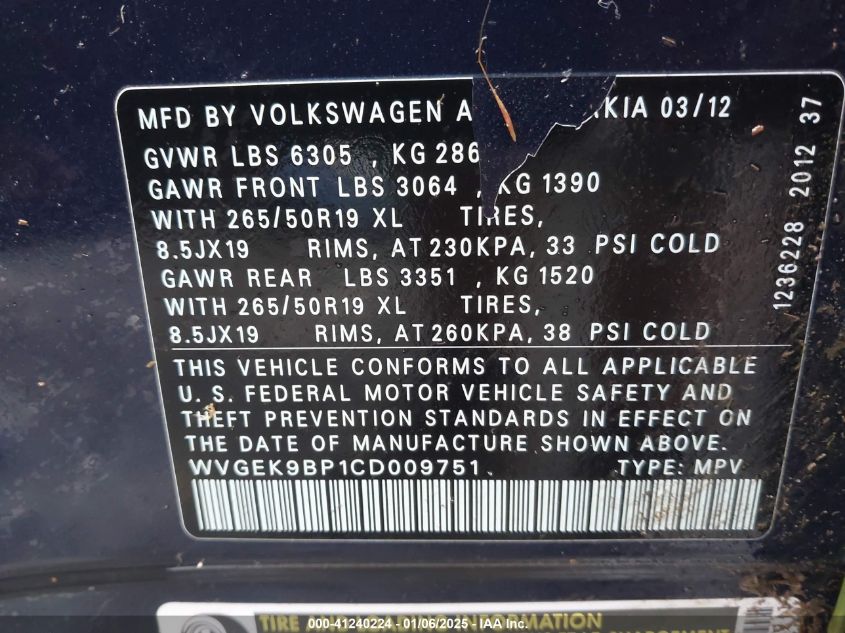 MFD BY VOLKSWAGEN A KIA 03/12
GVWR LBS 6305 , KG 286
GAWR FRONT LBS 3064 , KG 1390
WITH 265/50R19 XL TIRES,
8.5JX19 RIMS, AT 230KPA, 33 PSI COLD
GAWR REAR LBS 3351 , KG 1520
WITH 265/50R19 XL TIRES,
8.5JX19 RIMS, AT 260KPA, 38 PSI COLD
THIS VEHICLE CONFORMS TO ALL APPLICABLE
U. S. FEDERAL MOTOR VEHICLE SAFETY AND
THEFT PREVENTION STANDARDS IN EFFECT ON
THE DATE OF MANUFACTURE SHOWN ABOVE.
WVGEK9BP1CD009751 TYPE: MPV
1236228 2012 37
TIRE AND LOADING INFORMATION
000-41240224 - 01/06/2025 - IAA Inc.